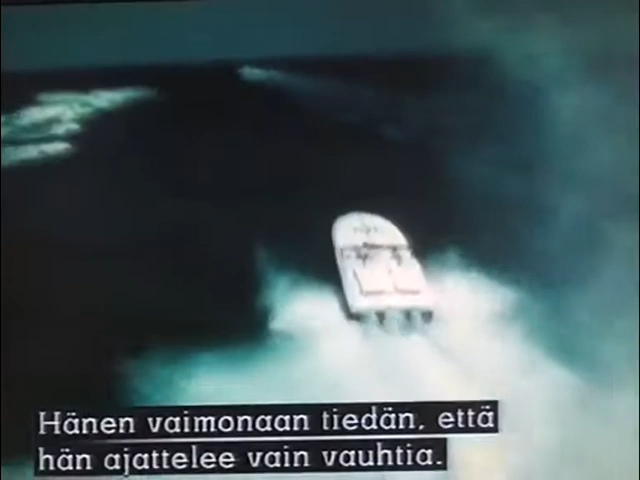 Hänen vaimonaan tiedän, että
hän ajattelee vain vauhtia.